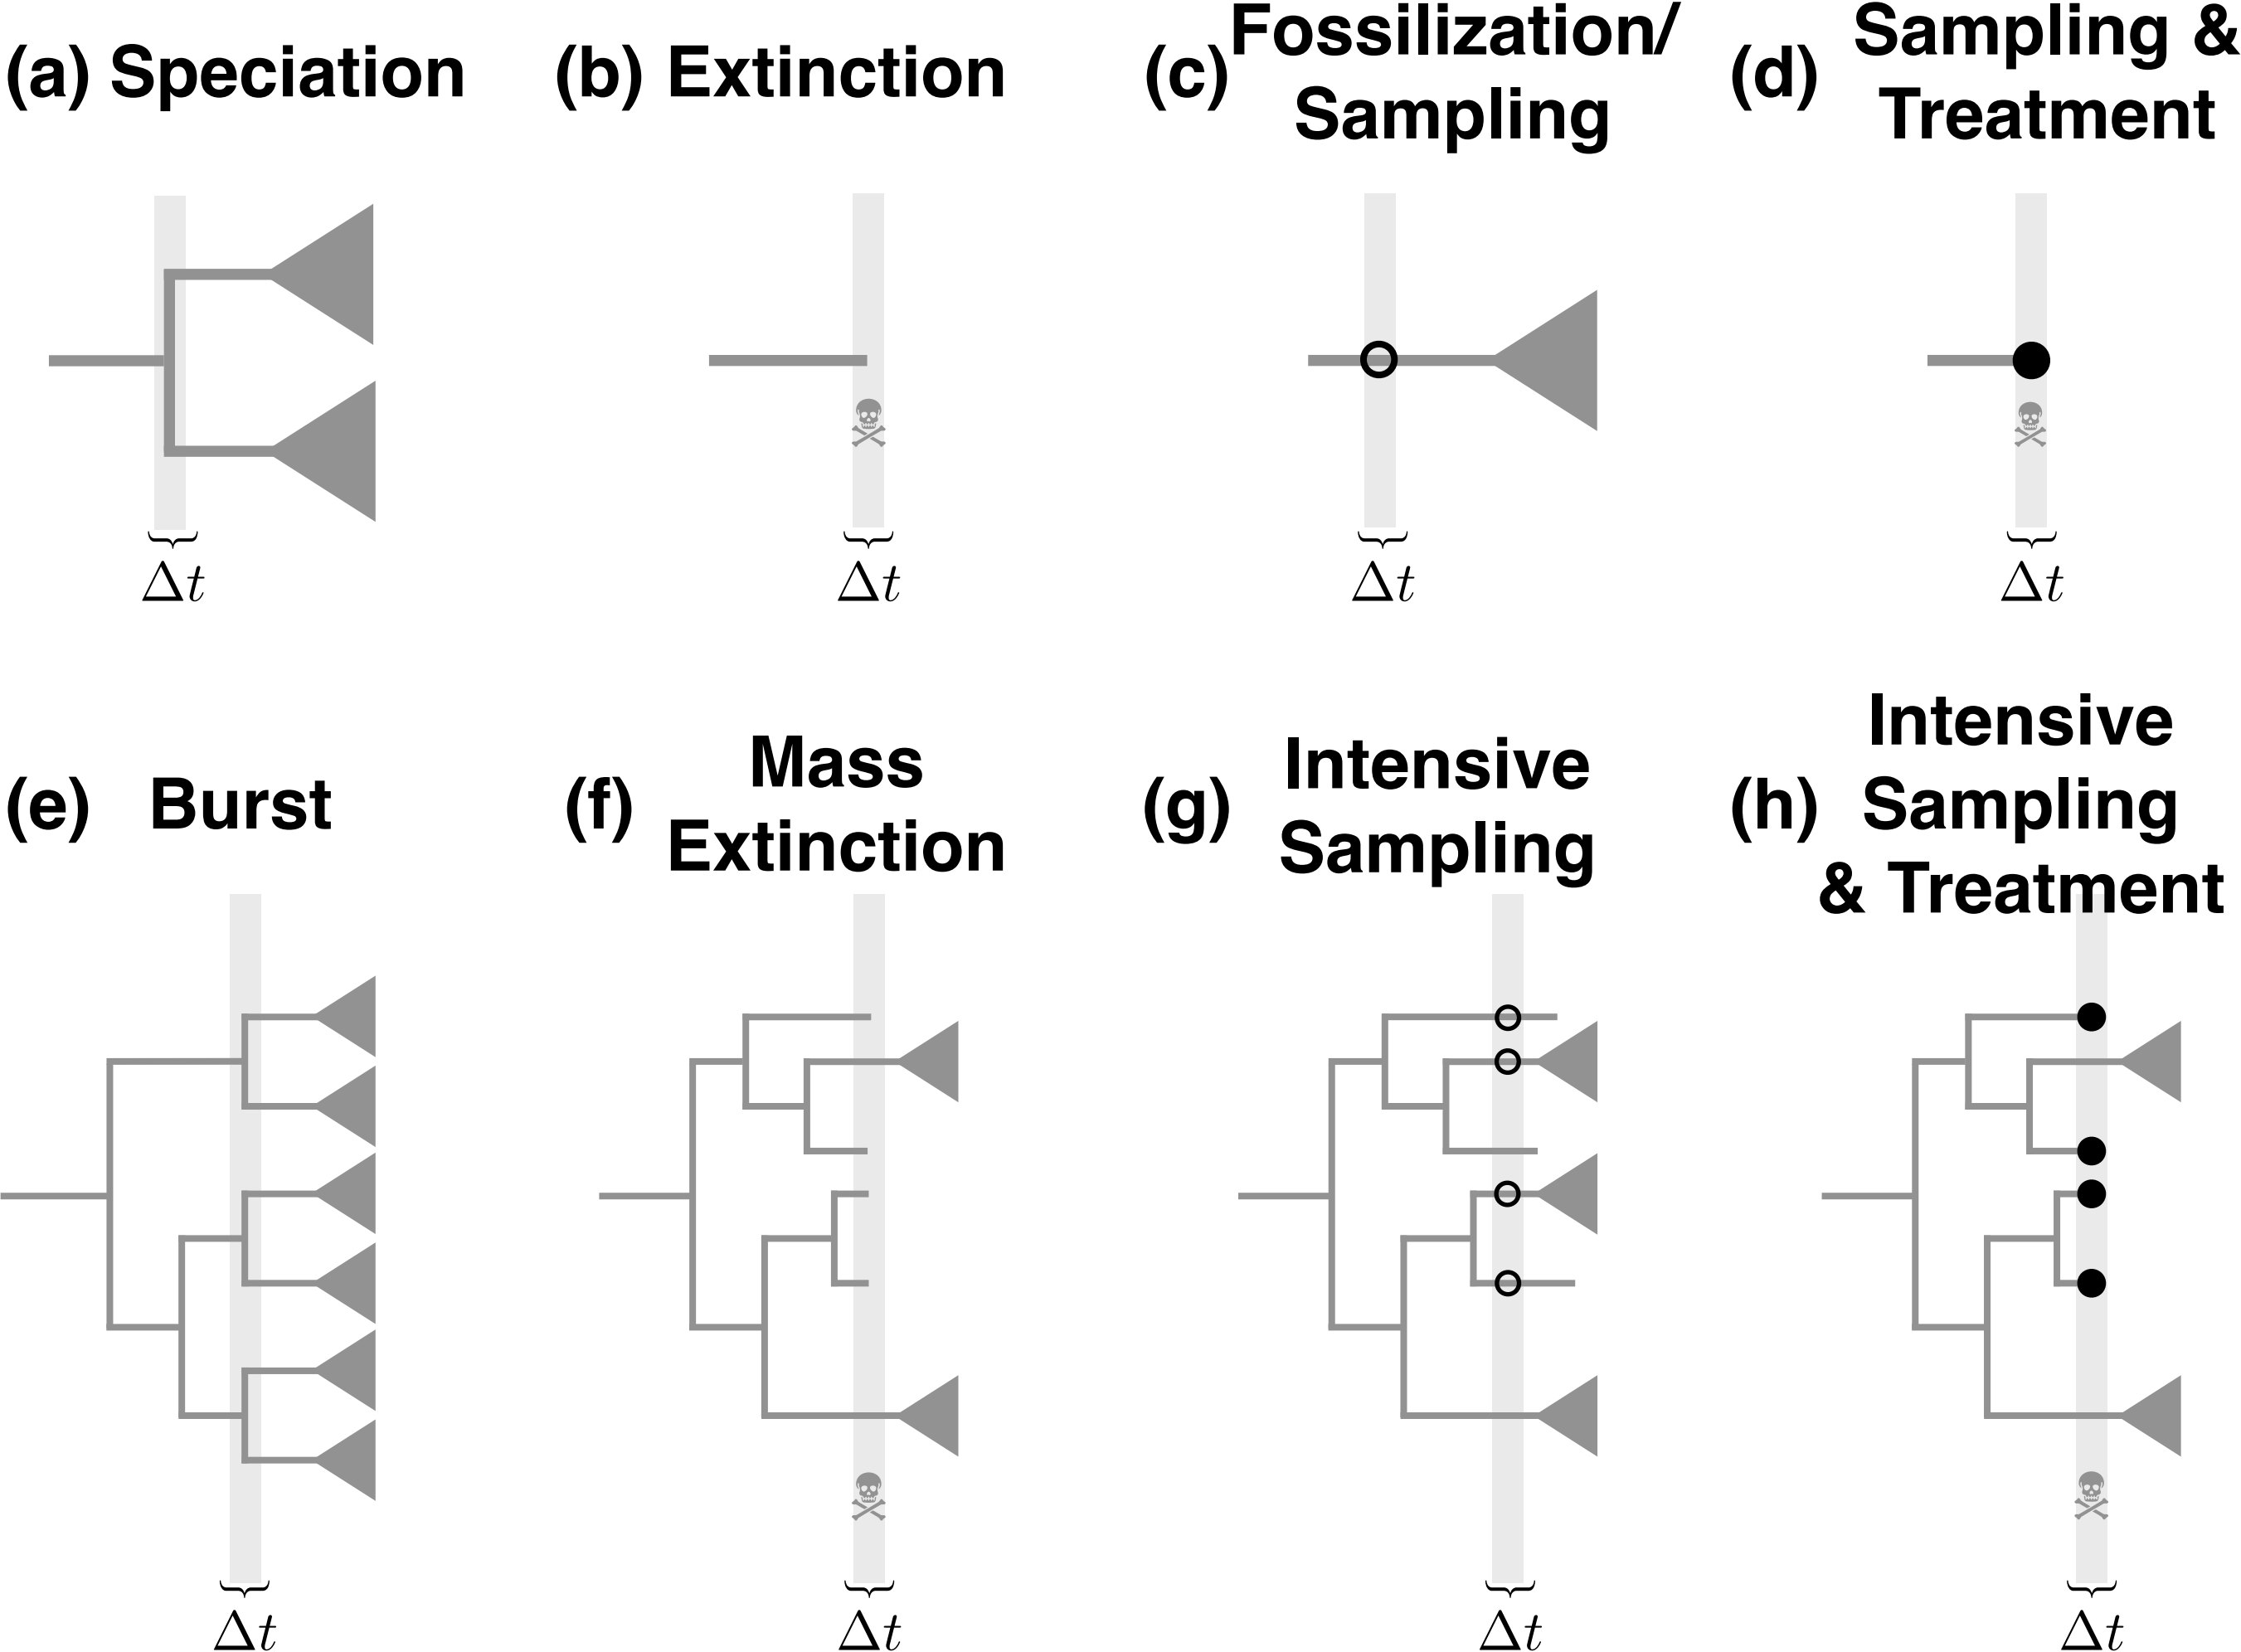 (a) Speciation
(b) Extinction
(c) Fossilization/
Sampling
(d) Sampling &
Treatment
Δt
Δt
Δt
Δt
(e) Burst
(f) Mass
Extinction
(g) Intensive
Sampling
(h) Intensive
Sampling
& Treatment
Δt
Δt
Δt
Δt